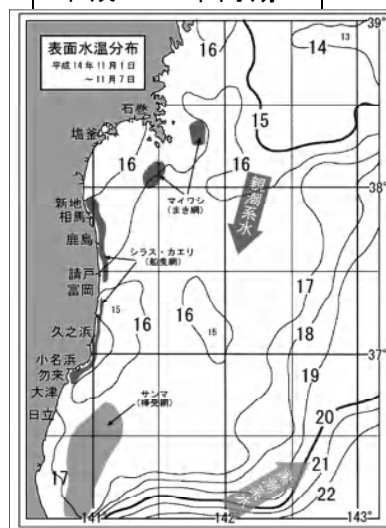 表面水温分布
平成14年11月1日
～11月7日
39°
16
14
13
15
石巻
塩釜
16
16
38°
マイワシ
(まき網)
親潮系水
新地
相馬
鹿島
シラス・カエリ
(船曳網)
請戸
富岡
17
15
16
16
15
18
久之浜
小名浜
勿来
37°
19
大津
サンマ
(棒受網)
日立
20
21
17
22
141°
142°
143°